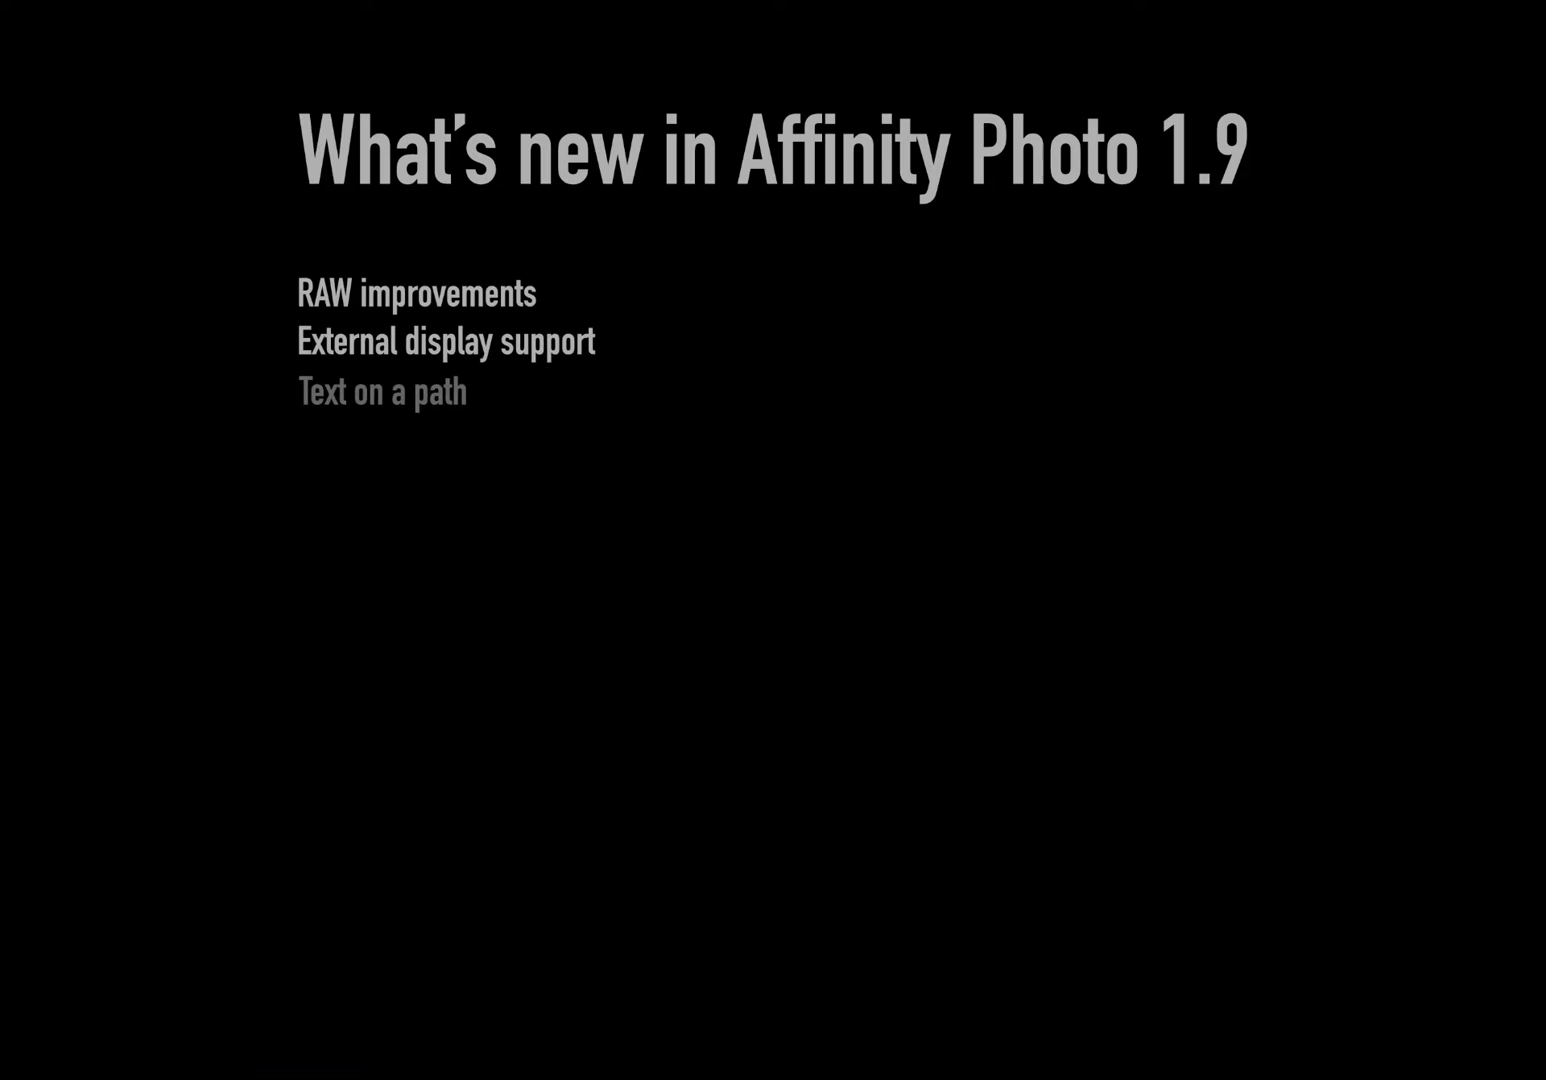 What’s new in Affinity Photo 1.9
RAW improvements
External display support
Text on a path